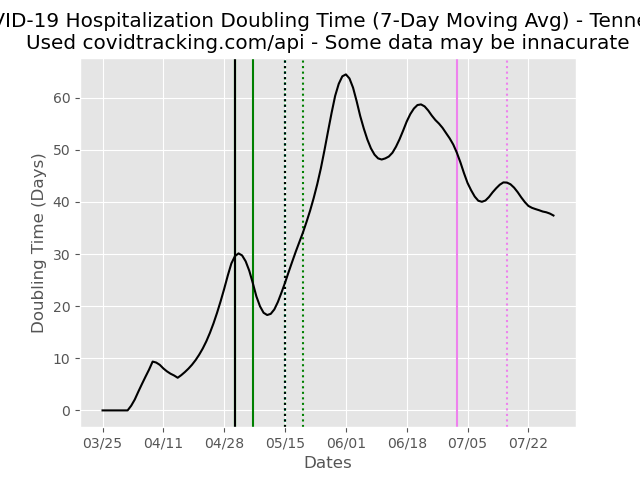 VID-19 Hospitalization Doubling Time (7-Day Moving Avg) - Tenne
Used covidtracking.com/api - Some data may be innacurate
Doubling Time (Days)
60
50
40
30
20
10
0
03/25 04/11 04/28 05/15 06/01 06/18 07/05 07/22
Dates